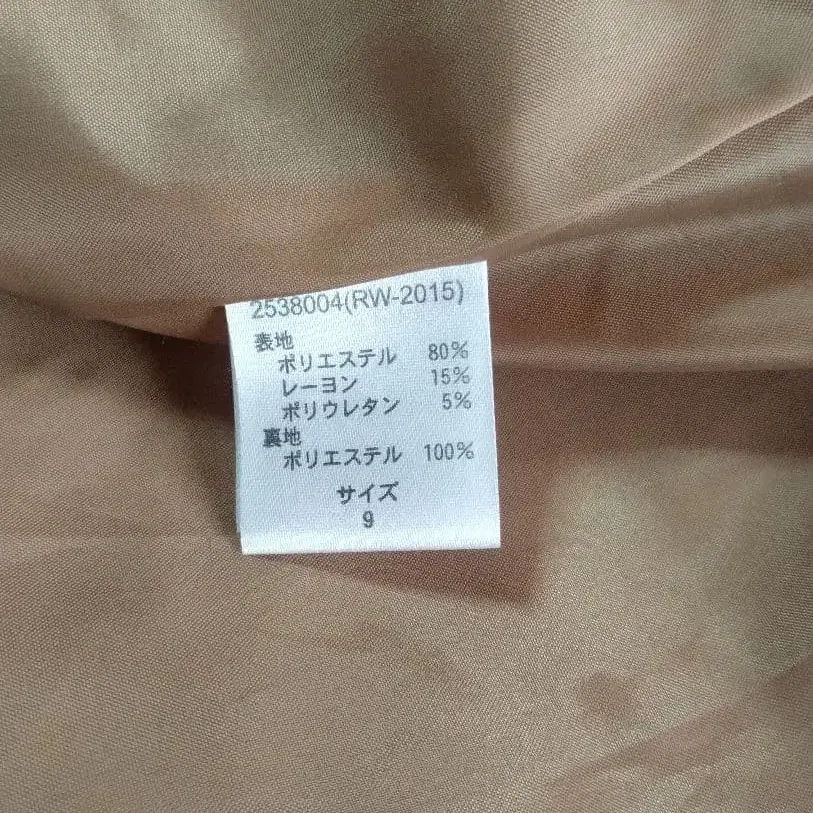 2538004(RW-2015)
表地
ポリエステル 80%
レーヨン 15%
ポリウレタン 5%
裏地
ポリエステル 100%
サイズ
9